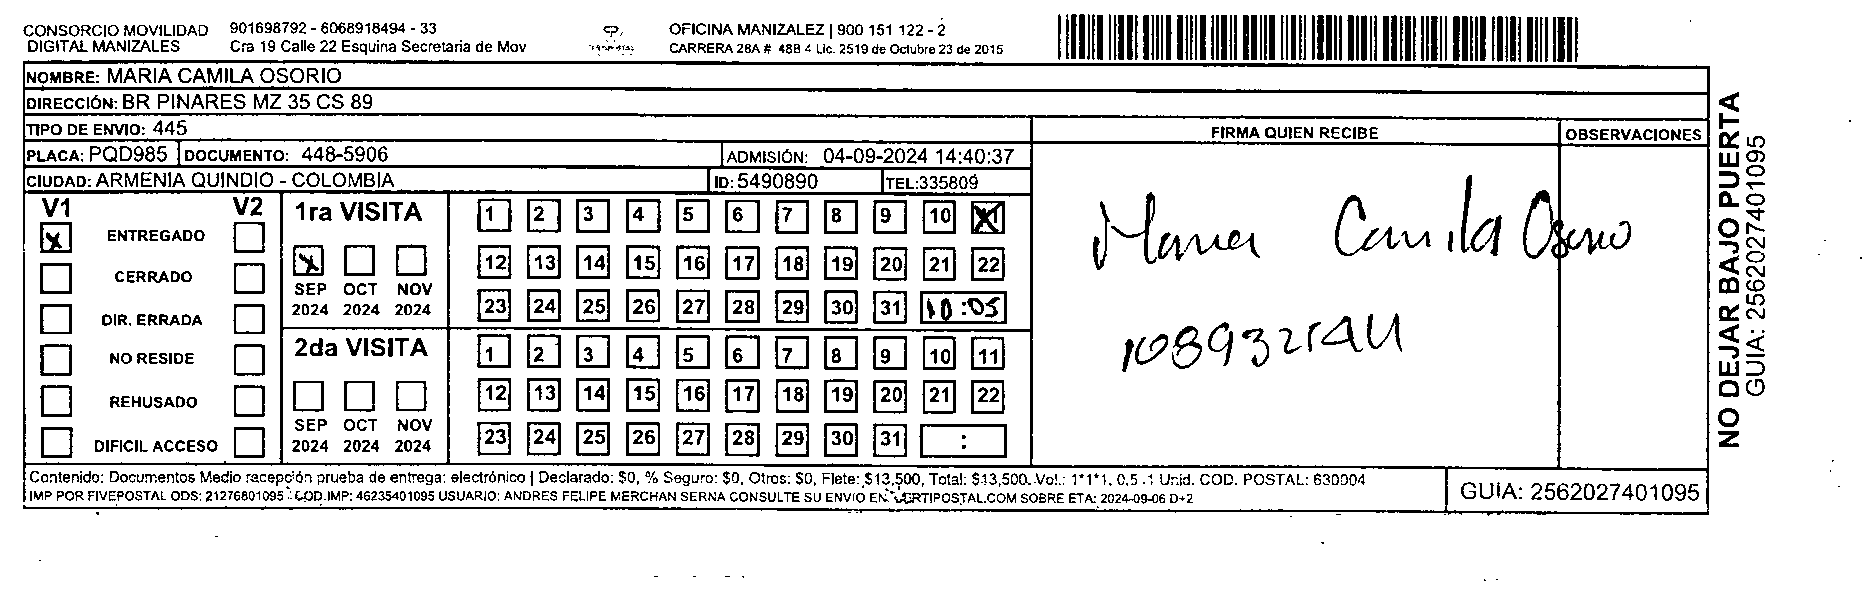 CONSORCIO MOVILIDAD 901698792 - 6068918494 - 33 OFICINA MANIZALEZ | 900 151 122 - 2
DIGITAL MANIZALES Cra 19 Calle 22 Esquina Secretaria de Mov CARRERA 26A # 48B 4 Lic. 2519 de Octubre 23 de 2015
NOMBRE: MARIA CAMILA OSORIO
DIRECCIÓN: BR PINARES MZ 35 CS 89
TIPO DE ENVIO: 445
FIRMA QUIEN RECIBE OBSERVACIONES
PLACA: PQD985 DOCUMENTO: 448-5906 ADMISIÓN: 04-09-2024 14:40:37
CIUDAD: ARMENIA QUINDIO - COLOMBIA ID: 5490890 TEL:335809
V1 V2
X ENTREGADO
CERRADO
DIR. ERRADA
NO RESIDE
REHUSADO
DIFICIL ACCESO
1ra VISITA
X
SEP OCT NOV
2024 2024 2024
1 2 3 4 5 6 7 8 9 10 X
12 13 14 15 16 17 18 19 20 21 22
23 24 25 26 27 28 29 30 31 10:05
2da VISITA
SEP OCT NOV
2024 2024 2024
1 2 3 4 5 6 7 8 9 10 11
12 13 14 15 16 17 18 19 20 21 22
23 24 25 26 27 28 29 30 31 :
Maria Camila Osorio
Contenido: Documentos Medio racepción prueba de entrega: electrónico | Declarado: $0, % Seguro: $0, Otros: $0, Flete: $13,500, Total: $13,500. Vol.: 1*1*1, 0.5 .1 Unid. COD. POSTAL: 630004
IMP POR FIVEPOSTAL ODS: 21276801095 COD.IMP: 46235401095 USUARIO: ANDRES FELIPE MERCHAN SERNA CONSULTE SU ENVIO EN CERTIPOSTAL.COM SOBRE ETA: 2024-09-06 D+2
GUIA: 2562027401095
NO DEJAR BAJO PUERTA
GUIA: 2562027401095